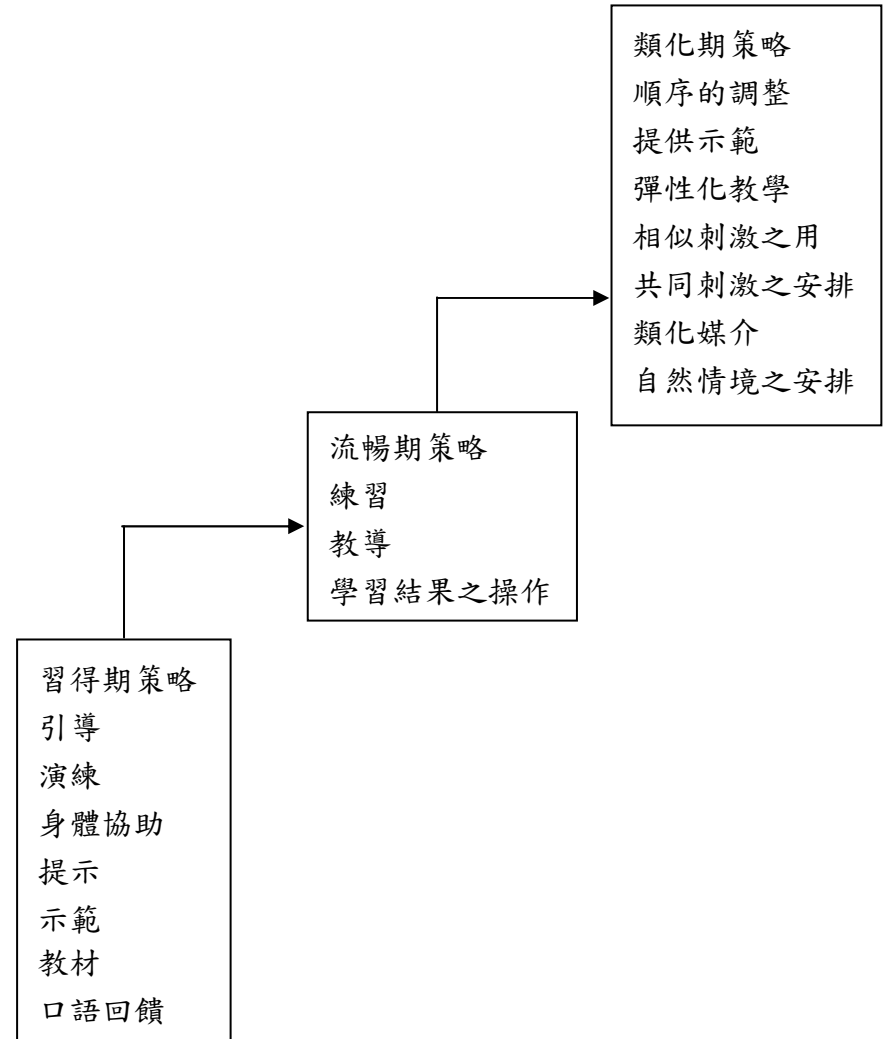 類化期策略
順序的調整
提供示範
彈性化教學
相似刺激之用
共同刺激之安排
類化媒介
自然情境之安排
流暢期策略
練習
教導
學習結果之操作
習得期策略
引導
演練
身體協助
提示
示範
教材
口語回饋